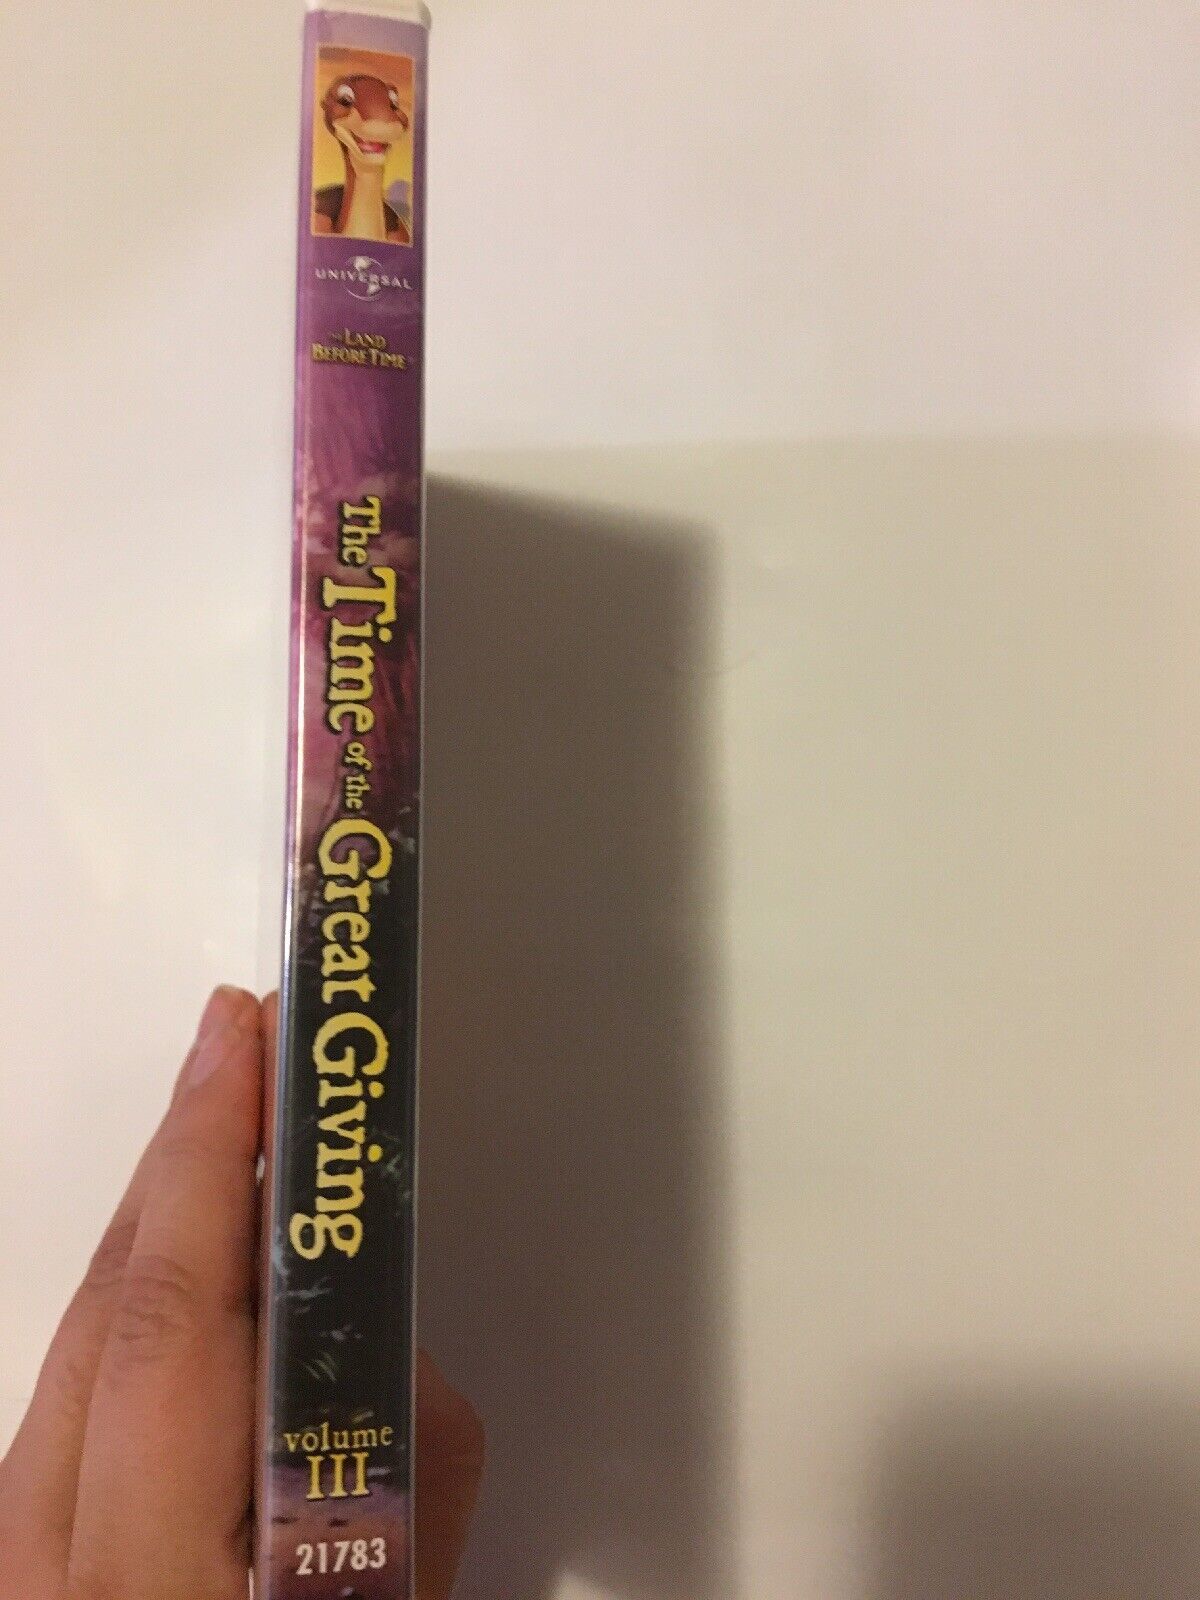 UNIVERSAL
THE LAND
BEFORE TIME
The Time of the Great Giving
volume
III
21783